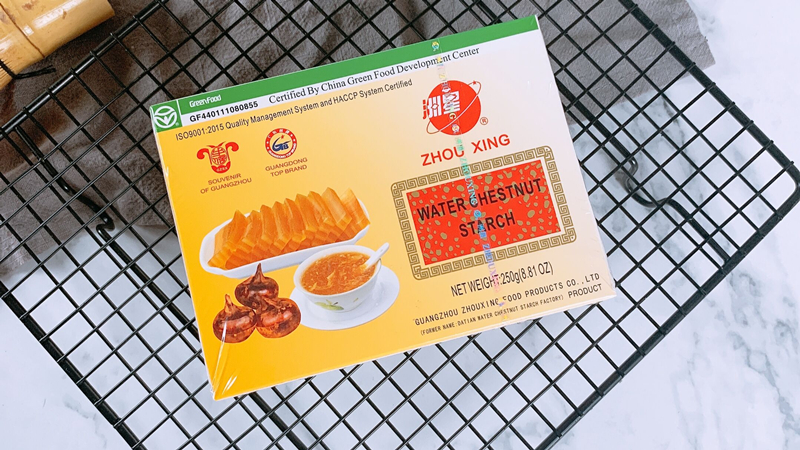 GreenFood
GF440111080855 Certified By China Green Food Development Center
ISO9001:2015 Quality Management System and HACCP System Certified
洲星
®
ZHOU XING
SOUVENIR
OF GUANGZHOU
GUANGDONG
TOP BRAND
WATER CHESTNUT
STARCH
NET WEIGHT:250g(8.81 OZ)
GUANGZHOU ZHOUXING FOOD PRODUCTS CO.,LTD
(FORMER NAME:DATIAN WATER CHESTNUT STARCH FACTORY) PRODUCT